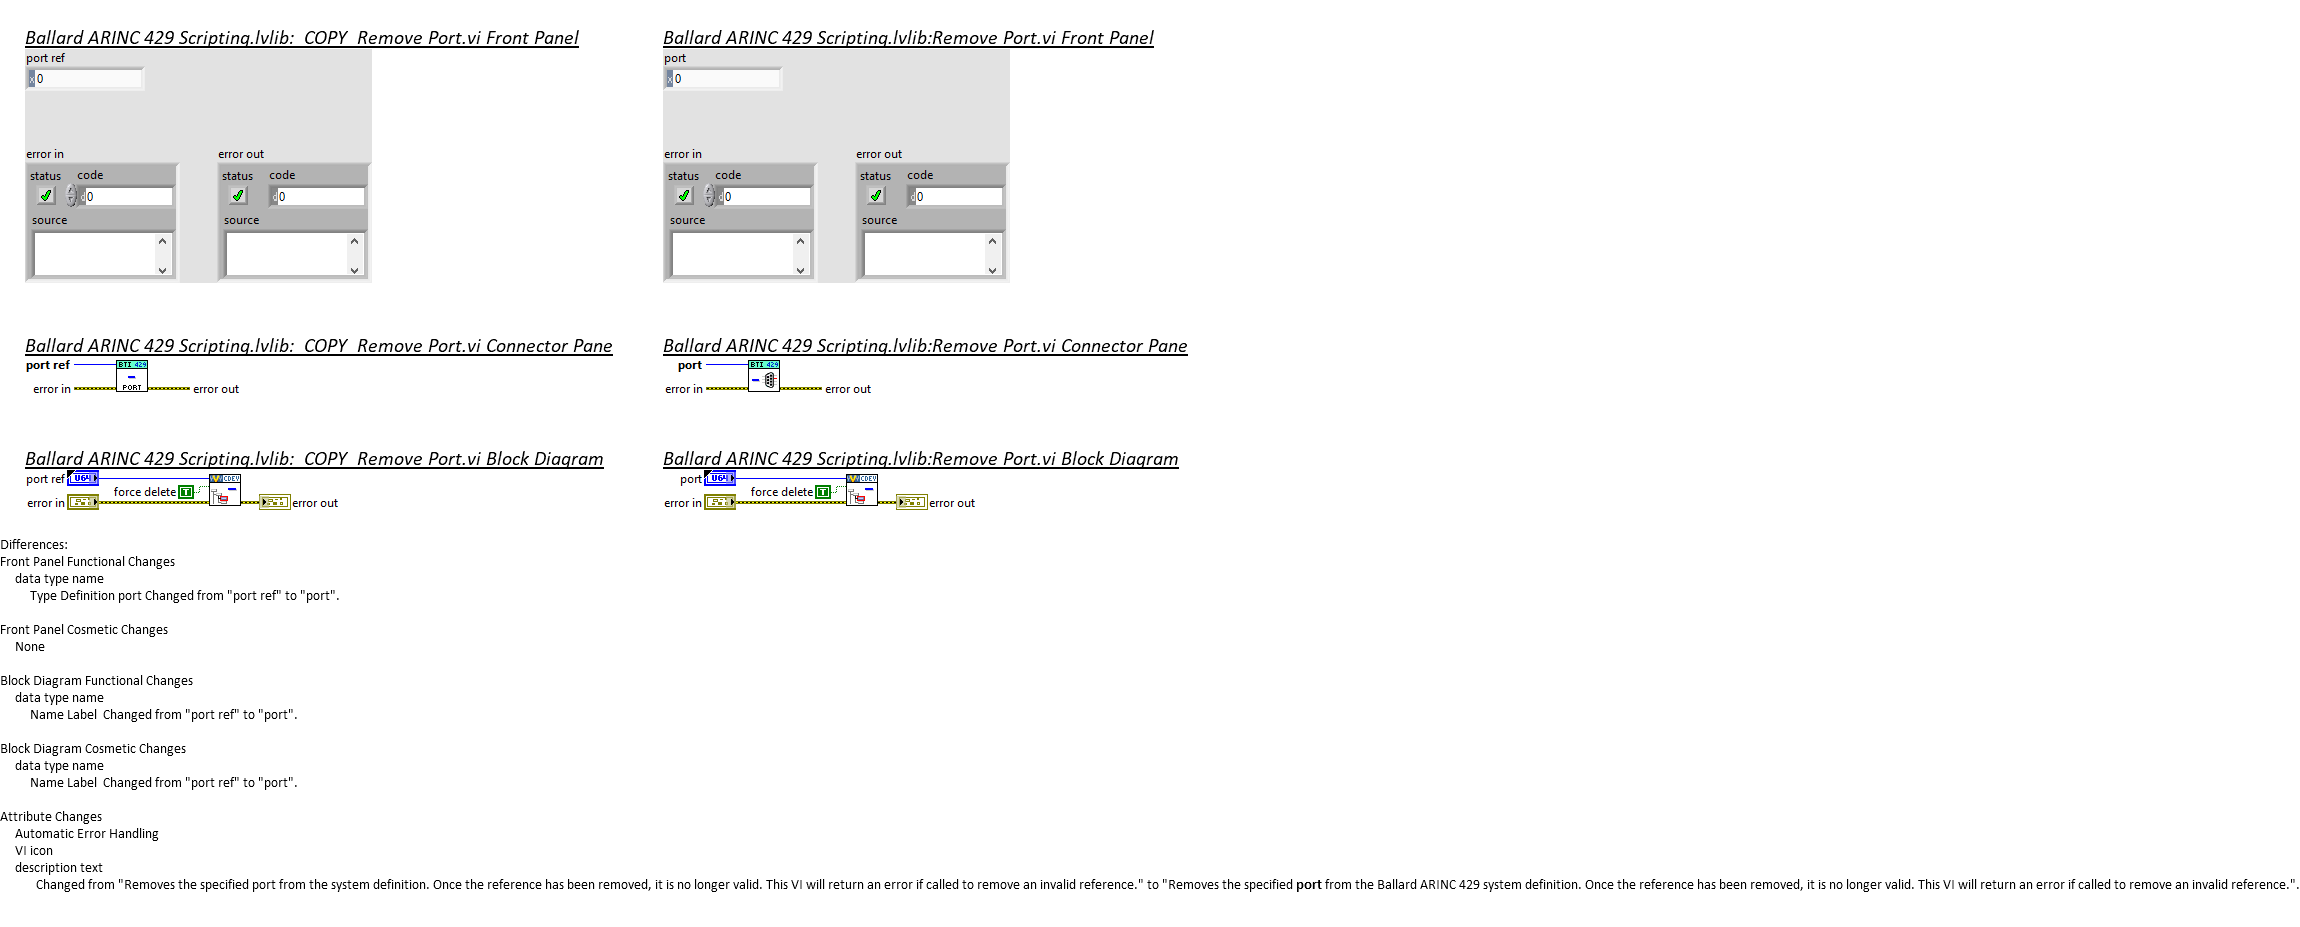 Ballard ARINC 429 Scripting.lvlib:  COPY  Remove Port.vi Front Panel
port ref
x 0
error in
error out
status code
0
source
status code
0
source
Ballard ARINC 429 Scripting.lvlib:Remove Port.vi Front Panel
port
x 0
error in
error out
status code
0
source
status code
0
source
Ballard ARINC 429 Scripting.lvlib:  COPY  Remove Port.vi Connector Pane
port ref
BTI 429
PORT
error in
error out
Ballard ARINC 429 Scripting.lvlib:Remove Port.vi Connector Pane
port
BTI 429
error in
error out
Ballard ARINC 429 Scripting.lvlib:  COPY  Remove Port.vi Block Diagram
port ref
U64
CDEV
force delete T
error in
error out
Ballard ARINC 429 Scripting.lvlib:Remove Port.vi Block Diagram
port
U64
CDEV
force delete T
error in
error out
Differences:
Front Panel Functional Changes
data type name
Type Definition port Changed from "port ref" to "port".
Front Panel Cosmetic Changes
None
Block Diagram Functional Changes
data type name
Name Label  Changed from "port ref" to "port".
Block Diagram Cosmetic Changes
data type name
Name Label  Changed from "port ref" to "port".
Attribute Changes
Automatic Error Handling
VI icon
description text
Changed from "Removes the specified port from the system definition. Once the reference has been removed, it is no longer valid. This VI will return an error if called to remove an invalid reference." to "Removes the specified port from the Ballard ARINC 429 system definition. Once the reference has been removed, it is no longer valid. This VI will return an error if called to remove an invalid reference.".